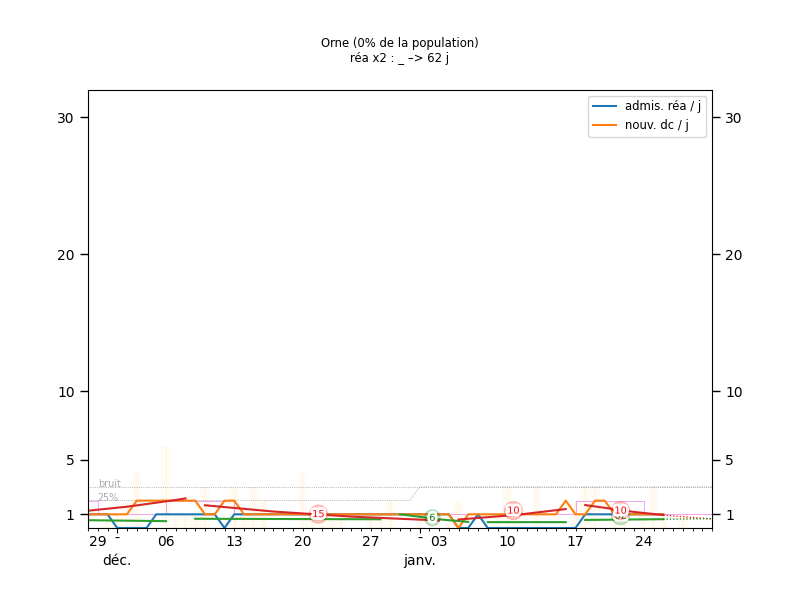 Orne (0% de la population)
réa x2 : _ –> 62 j
admis. réa / j
nouv. dc / j
30
30
20
20
10
10
5
5
bruit
25%
1
1
15
6
10
10
29 - 06 13 20 27 - 03 10 17 24
déc. janv.